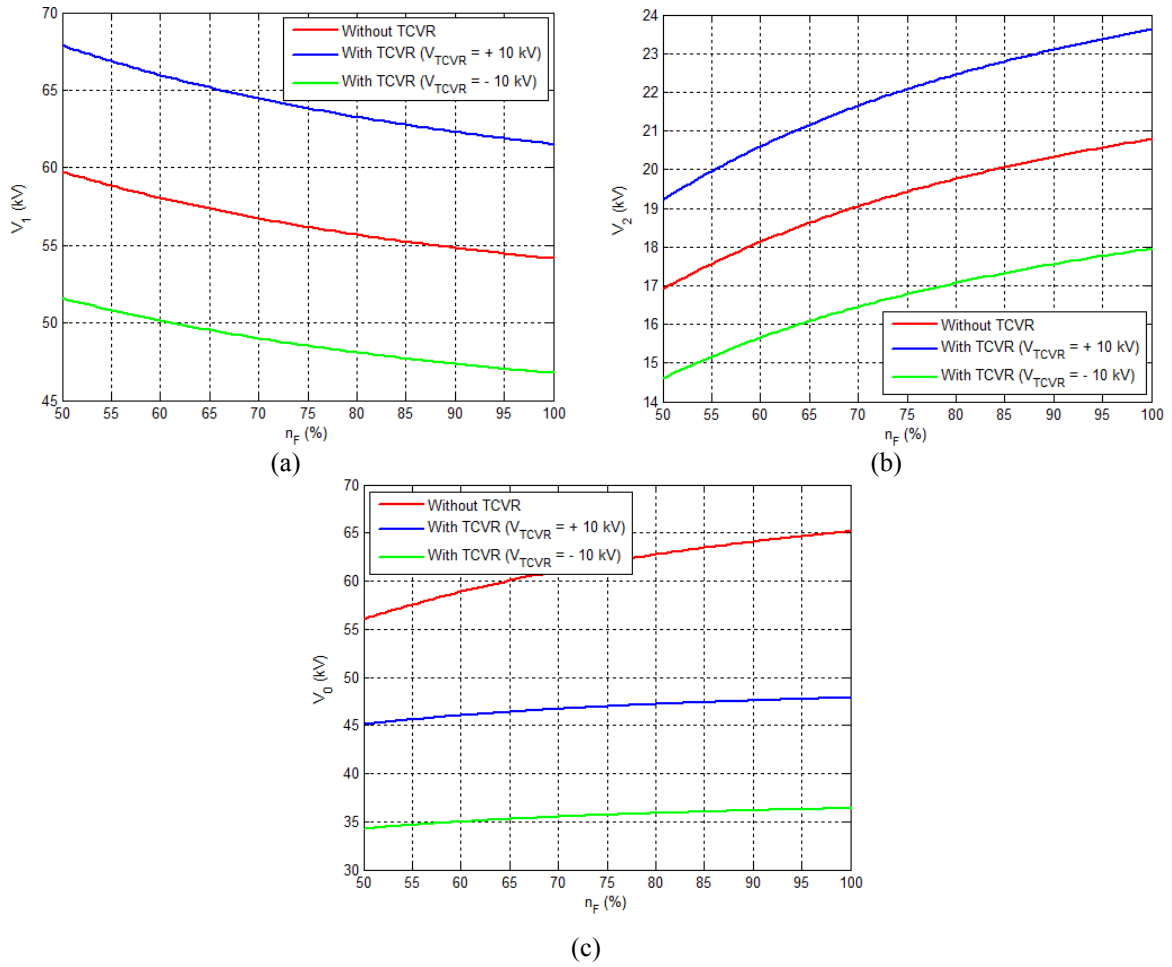 70
65
60
55
50
45
V1 (kV)
Without TCVR
With TCVR (VTCVR = + 10 kV)
With TCVR (VTCVR = - 10 kV)
50 55 60 65 70 75 80 85 90 95 100
nF (%)
(a)
24
23
22
21
20
19
18
17
16
15
14
V2 (kV)
Without TCVR
With TCVR (VTCVR = + 10 kV)
With TCVR (VTCVR = - 10 kV)
50 55 60 65 70 75 80 85 90 95 100
nF (%)
(b)
70
65
60
55
50
45
40
35
30
V0 (kV)
Without TCVR
With TCVR (VTCVR = + 10 kV)
With TCVR (VTCVR = - 10 kV)
50 55 60 65 70 75 80 85 90 95 100
nF (%)
(c)